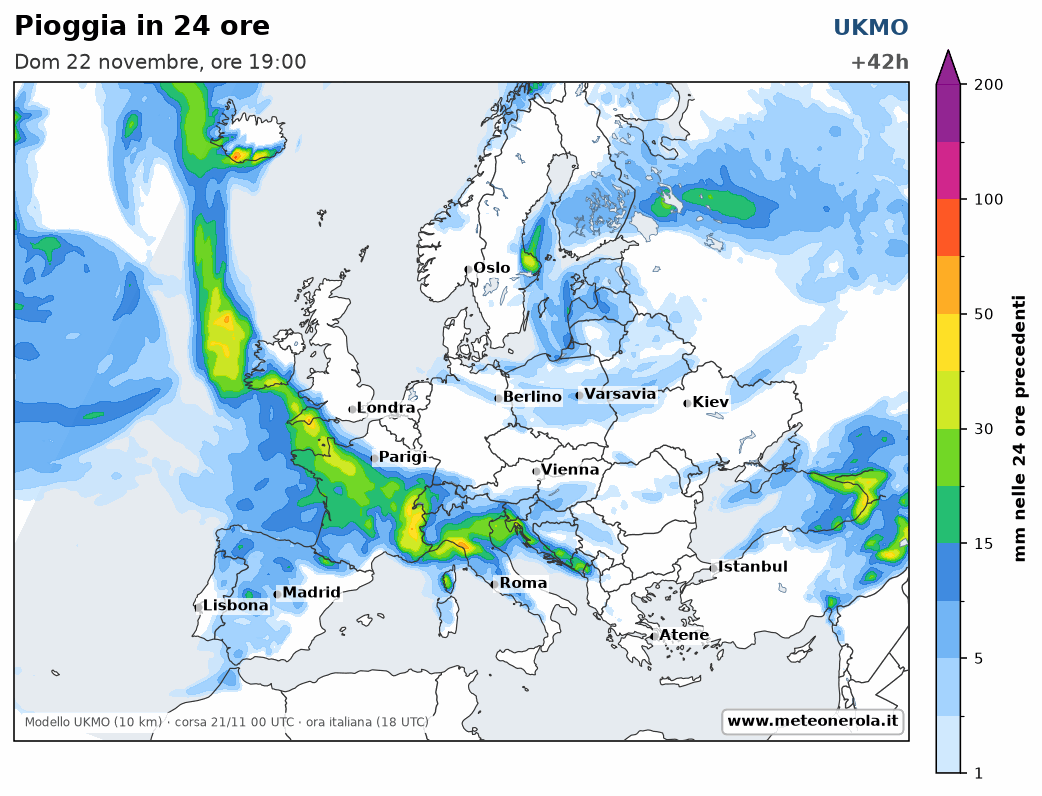 Pioggia in 24 ore
UKMO
Dom 22 novembre, ore 19:00
+42h
200
100
50
30
15
5
1
mm nelle 24 ore precedenti
Oslo
Londra
Berlino
Varsavia
Kiev
Parigi
Vienna
Istanbul
Roma
Madrid
Lisbona
Atene
Modello UKMO (10 km) · corsa 21/11 00 UTC · ora italiana (18 UTC)
www.meteonerola.it